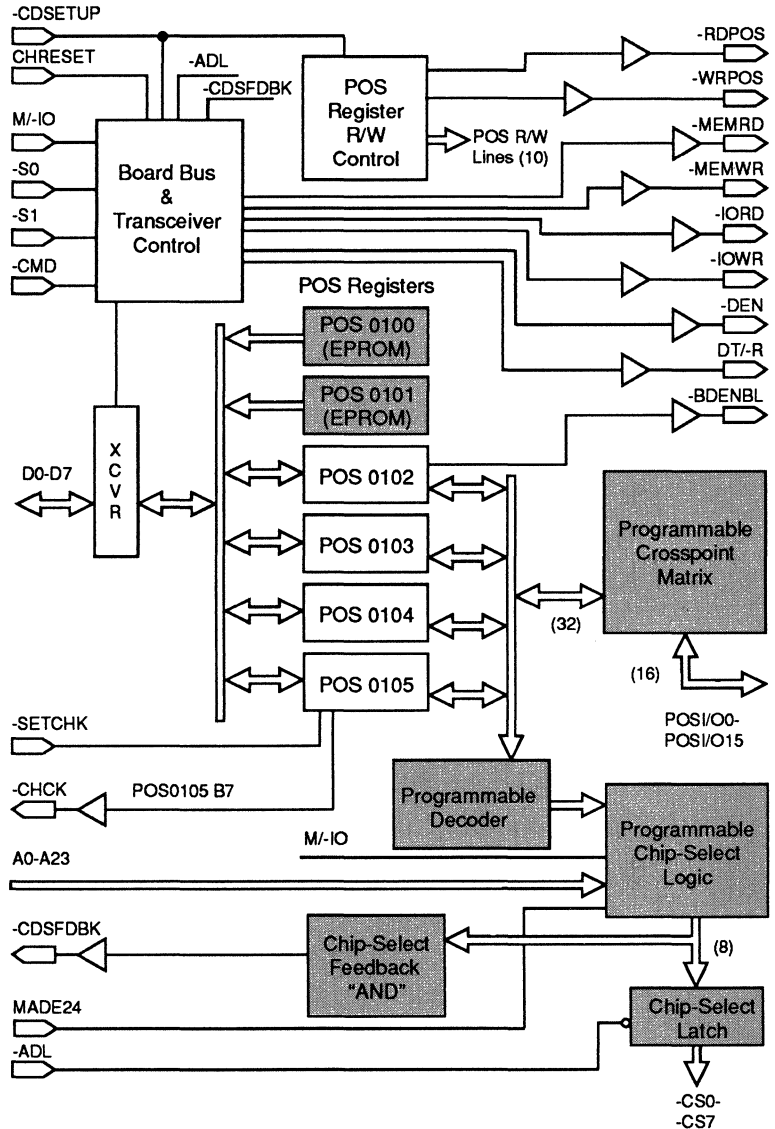 -CDSETUP
CHRESET
-ADL
-CDSFDBK
M/-IO
-S0
-S1
-CMD
Board Bus
&
Transceiver
Control
POS
Register
R/W
Control
POS R/W
Lines (10)
-RDPOS
-WRPOS
-MEMRD
-MEMWR
-IORD
-IOWR
-DEN
DT/-R
-BDENBL
POS Registers
POS 0100
(EPROM)
POS 0101
(EPROM)
POS 0102
POS 0103
POS 0104
POS 0105
D0-D7
X
C
V
R
Programmable
Crosspoint
Matrix
(32)
(16)
POSI/O0-
POSI/O15
-SETCHK
-CHCK
POS0105 B7
Programmable
Decoder
M/-IO
A0-A23
Programmable
Chip-Select
Logic
-CDSFDBK
Chip-Select
Feedback
“AND”
(8)
MADE24
Chip-Select
Latch
-ADL
-CS0-
-CS7